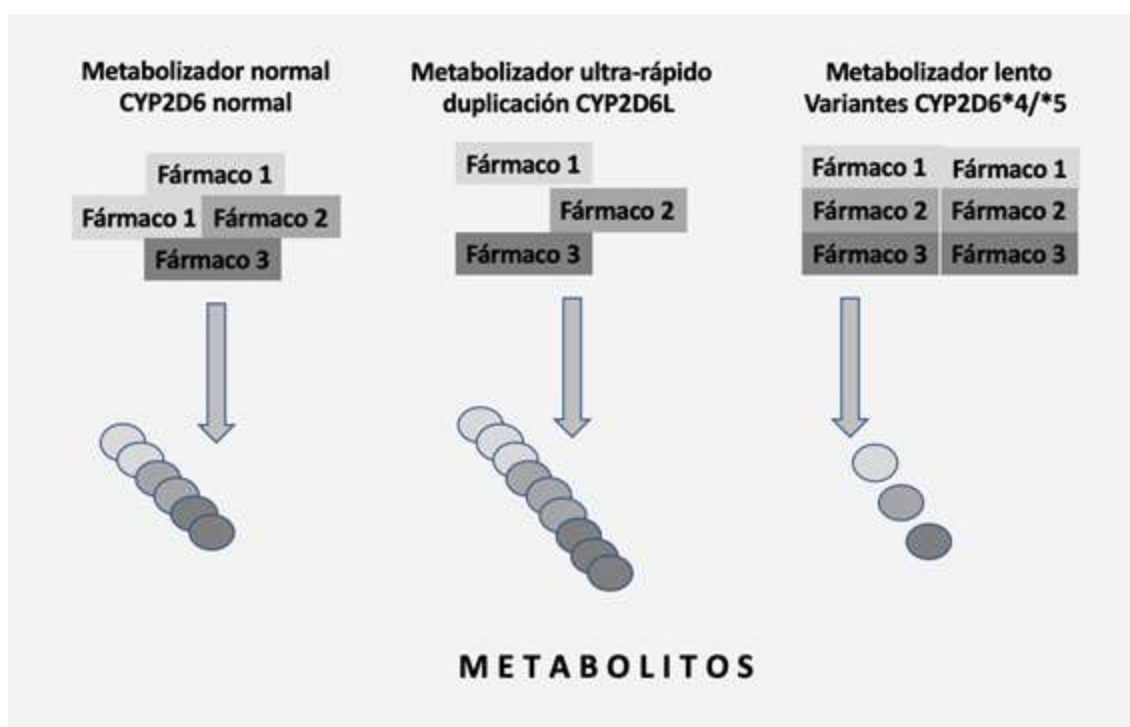 Metabolizador normal
CYP2D6 normal
Metabolizador ultra-rápido
duplicación CYP2D6L
Metabolizador lento
Variantes CYP2D6*4/*5
Fármaco 1
Fármaco 1 Fármaco 2
Fármaco 3
Fármaco 1
Fármaco 2
Fármaco 3
Fármaco 1 Fármaco 1
Fármaco 2 Fármaco 2
Fármaco 3 Fármaco 3
METABOLITOS